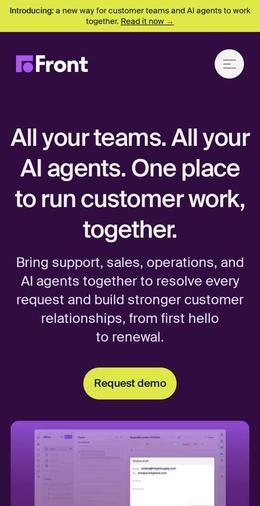 Introducing: a new way for customer teams and AI agents to work
together. Read it now →
Front
All your teams. All your
AI agents. One place
to run customer work,
together.
Bring support, sales, operations, and
AI agents together to resolve every
request and build stronger customer
relationships, from first hello
to renewal.
Request demo